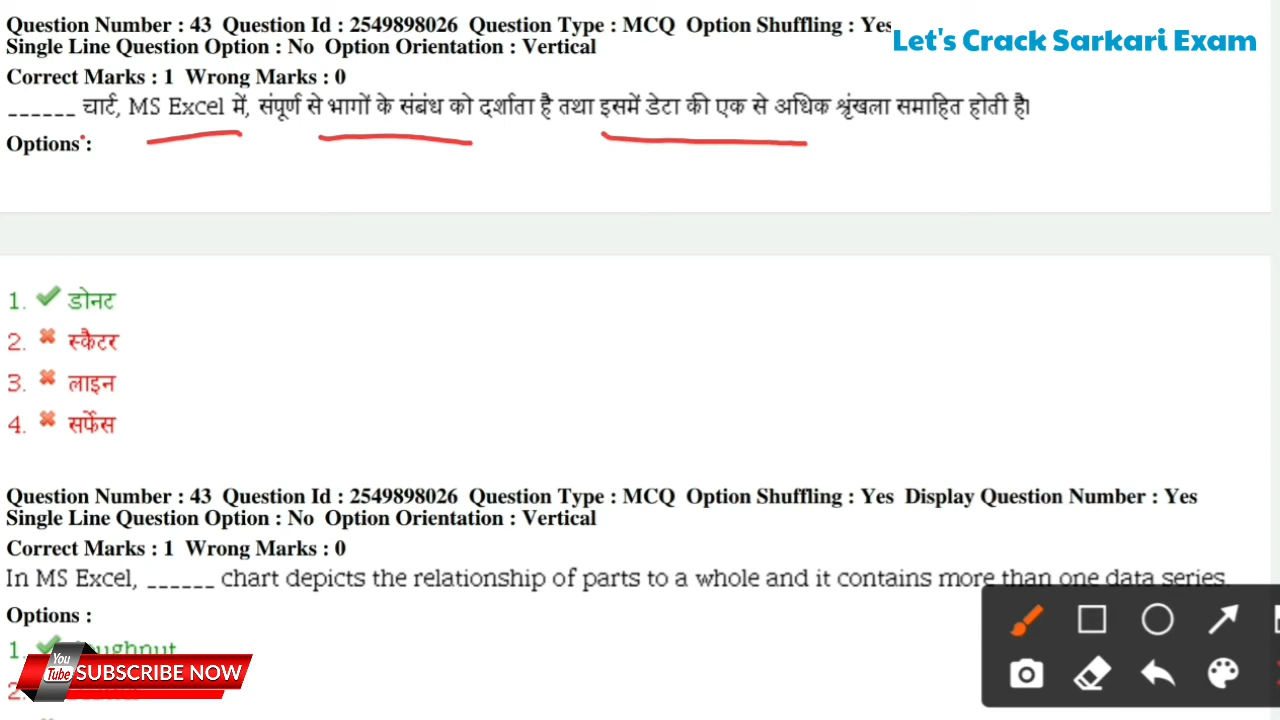 Question Number : 43 Question Id : 2549898026 Question Type : MCQ Option Shuffling : Yes
Let's Crack Sarkari Exam
Single Line Question Option : No Option Orientation : Vertical
Correct Marks : 1 Wrong Marks : 0
______ चार्ट, MS Excel में, संपूर्ण से भागों के संबंध को दर्शाता है तथा इसमें डेटा की एक से अधिक श्रृंखला समाहित होती है।
Options :
1. डोनट
2. स्कैटर
3. लाइन
4. सर्फेस
Question Number : 43 Question Id : 2549898026 Question Type : MCQ Option Shuffling : Yes Display Question Number : Yes
Single Line Question Option : No Option Orientation : Vertical
Correct Marks : 1 Wrong Marks : 0
In MS Excel, ______ chart depicts the relationship of parts to a whole and it contains more than one data series.
Options :
1.
You Tube SUBSCRIBE NOW
2.